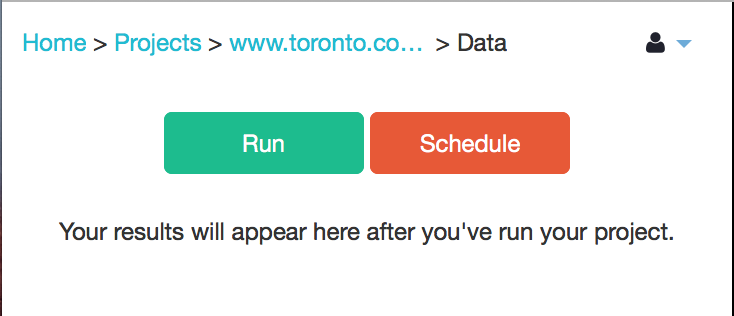 Home > Projects > www.toronto.co... > Data
Run Schedule
Your results will appear here after you've run your project.